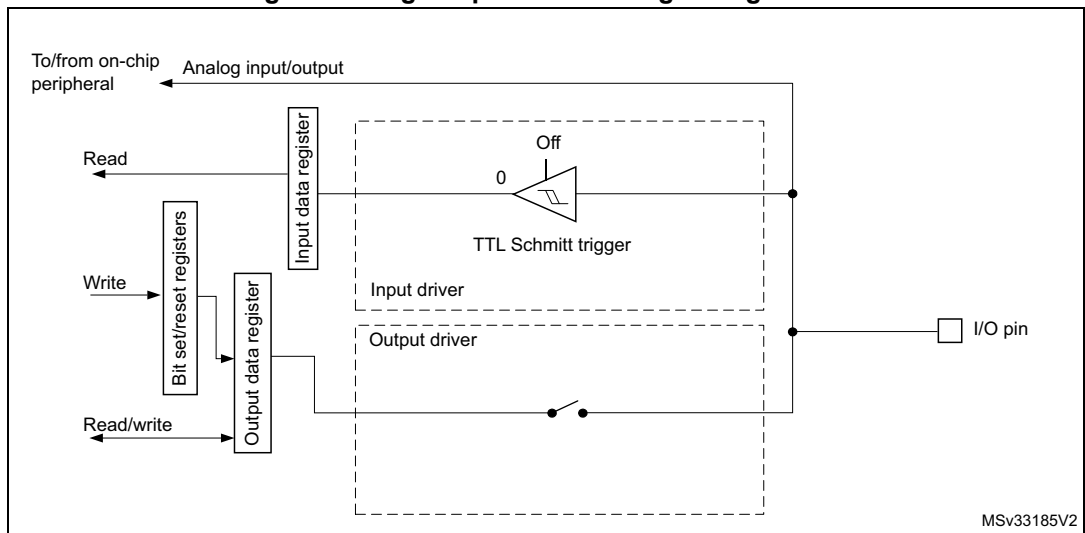 To/from on-chip
peripheral
Analog input/output
Input data register
Off
Read
0
TTL Schmitt trigger
Bit set/reset registers
Write
Output data register
Input driver
Output driver
I/O pin
Read/write
MSv33185V2